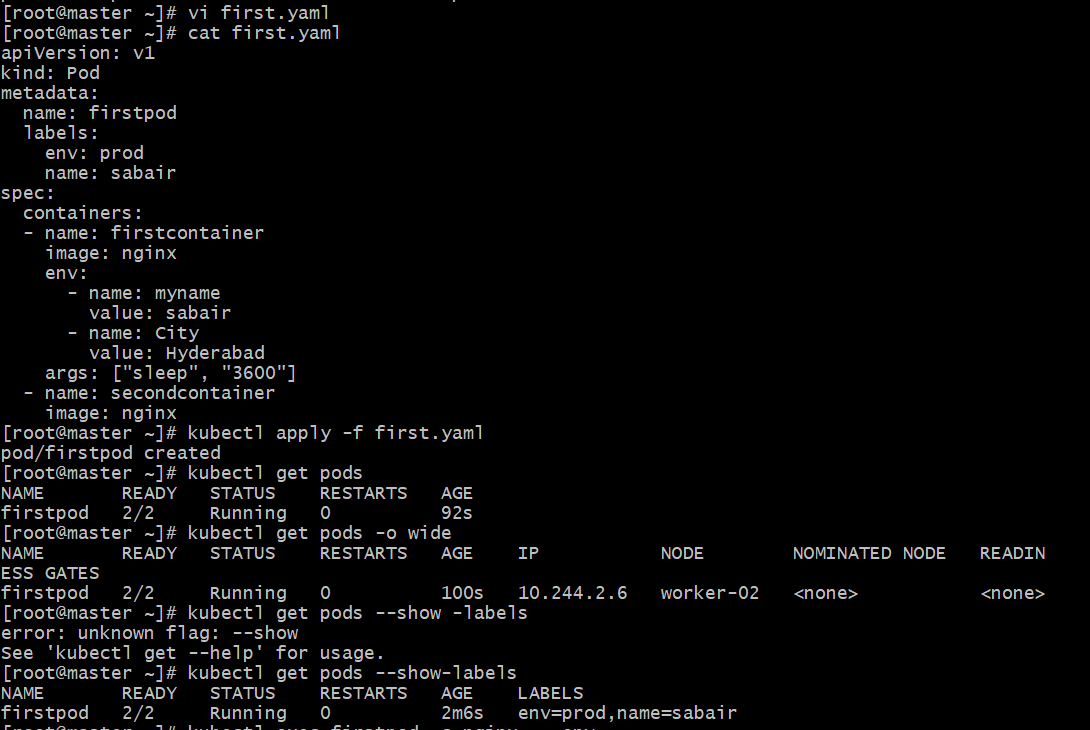 [root@master ~]# vi first.yaml
[root@master ~]# cat first.yaml
apiVersion: v1
kind: Pod
metadata:
  name: firstpod
  labels:
    env: prod
    name: sabair
spec:
  containers:
  - name: firstcontainer
    image: nginx
    env:
      - name: myname
        value: sabair
      - name: City
        value: Hyderabad
    args: ["sleep", "3600"]
  - name: secondcontainer
    image: nginx
[root@master ~]# kubectl apply -f first.yaml
pod/firstpod created
[root@master ~]# kubectl get pods
NAME       READY   STATUS    RESTARTS   AGE
firstpod   2/2     Running   0          92s
[root@master ~]# kubectl get pods -o wide
NAME       READY   STATUS    RESTARTS   AGE    IP           NODE        NOMINATED NODE   READIN
ESS GATES
firstpod   2/2     Running   0          100s   10.244.2.6   worker-02   <none>           <none>
[root@master ~]# kubectl get pods --show -labels
error: unknown flag: --show
See 'kubectl get --help' for usage.
[root@master ~]# kubectl get pods --show-labels
NAME       READY   STATUS    RESTARTS   AGE    LABELS
firstpod   2/2     Running   0          2m6s   env=prod,name=sabair